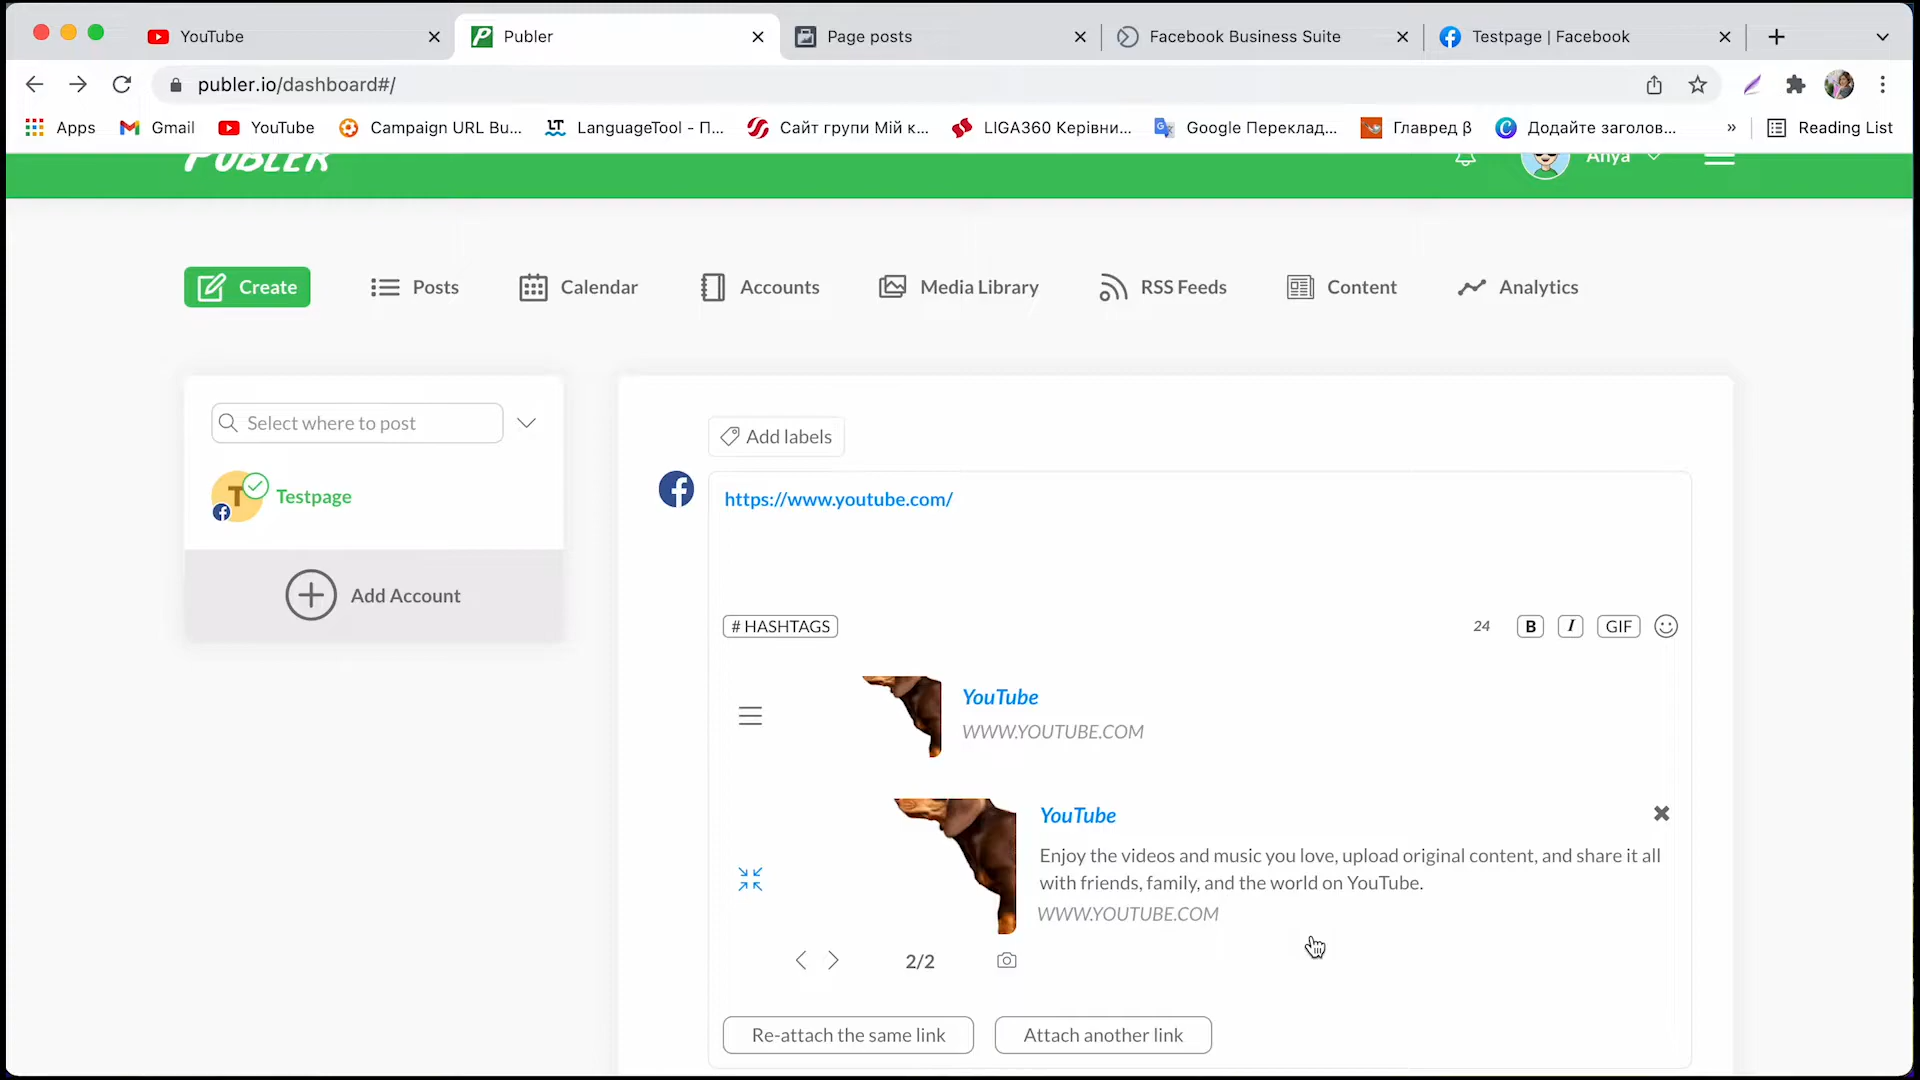 YouTube
Publer
Page posts
Facebook Business Suite
Testpage | Facebook
publer.io/dashboard#/
Apps
Gmail
YouTube
Campaign URL Bu...
LanguageTool - П...
Сайт групи Мій к...
LIGA360 Керівни...
Google Переклад...
Главред β
Додайте заголов...
»
Reading List
PUBLER
Anya
Create
Posts
Calendar
Accounts
Media Library
RSS Feeds
Content
Analytics
Select where to post
T
Testpage
Add Account
Add labels
https://www.youtube.com/
# HASHTAGS
24
B
I
GIF
YouTube
WWW.YOUTUBE.COM
YouTube
Enjoy the videos and music you love, upload original content, and share it all
with friends, family, and the world on YouTube.
WWW.YOUTUBE.COM
2/2
Re-attach the same link
Attach another link